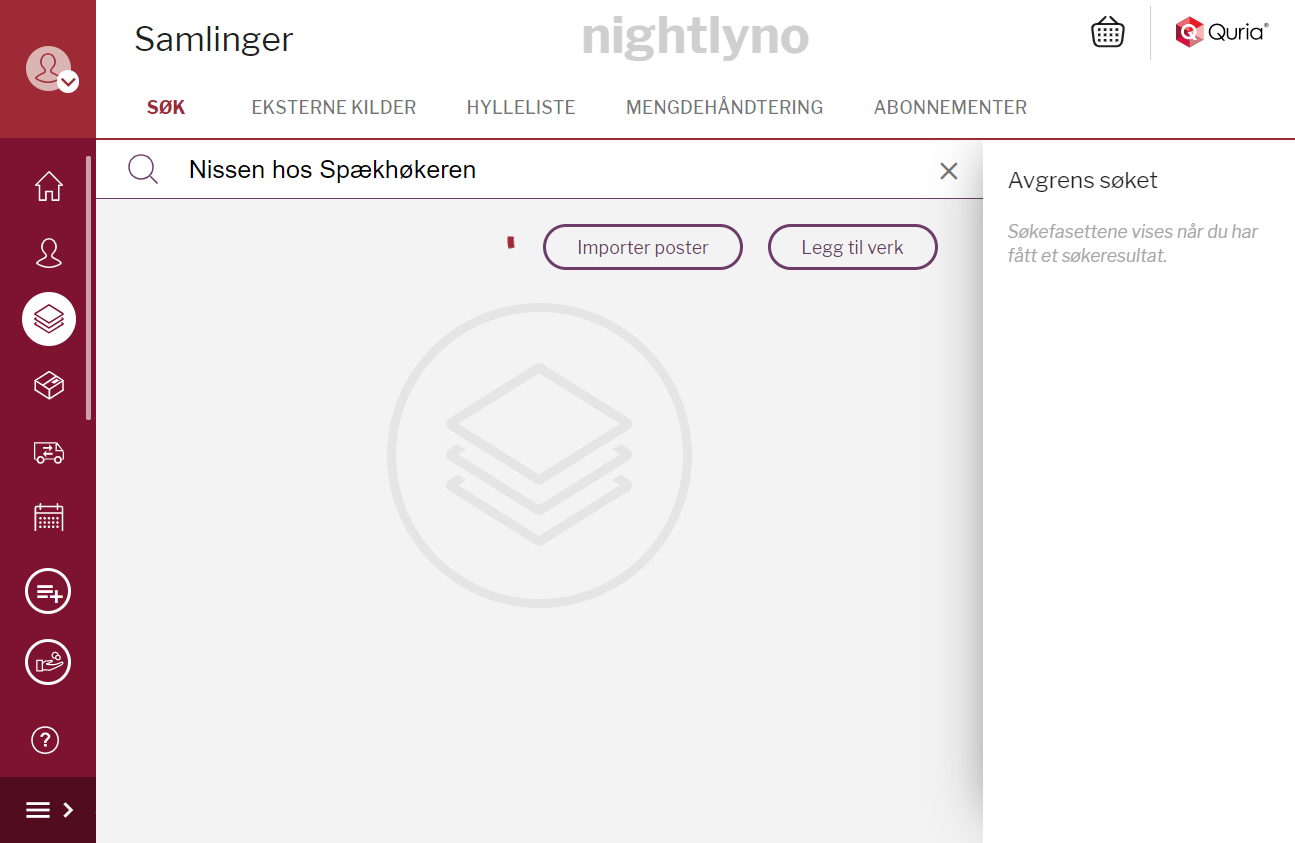 Samlinger
nightlyno
Quria®
SØK
EKSTERNE KILDER
HYLLELISTE
MENGDEHÅNDTERING
ABONNEMENTER
Nissen hos Spækhøkeren
Avgrens søket
Søkefasettene vises når du har
fått et søkeresultat.
Importer poster
Legg til verk